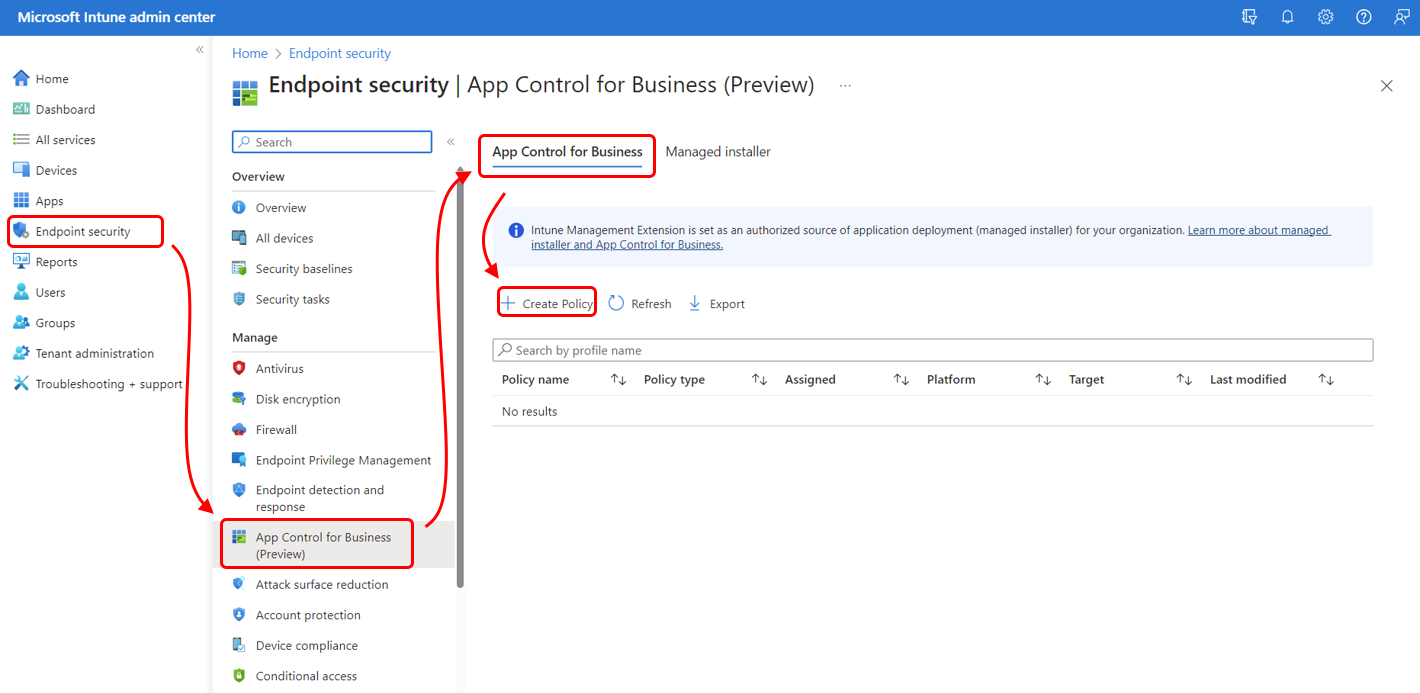 Microsoft Intune admin center
Home
Dashboard
All services
Devices
Apps
Endpoint security
Reports
Users
Groups
Tenant administration
Troubleshooting + support
Home > Endpoint security
Endpoint security | App Control for Business (Preview) ...
Search
Overview
Overview
All devices
Security baselines
Security tasks
Manage
Antivirus
Disk encryption
Firewall
Endpoint Privilege Management
Endpoint detection and
response
App Control for Business
(Preview)
Attack surface reduction
Account protection
Device compliance
Conditional access
App Control for Business Managed installer
Intune Management Extension is set as an authorized source of application deployment (managed installer) for your organization. Learn more about managed
installer and App Control for Business.
Create Policy Refresh Export
Search by profile name
Policy name Policy type Assigned Platform Target Last modified
No results